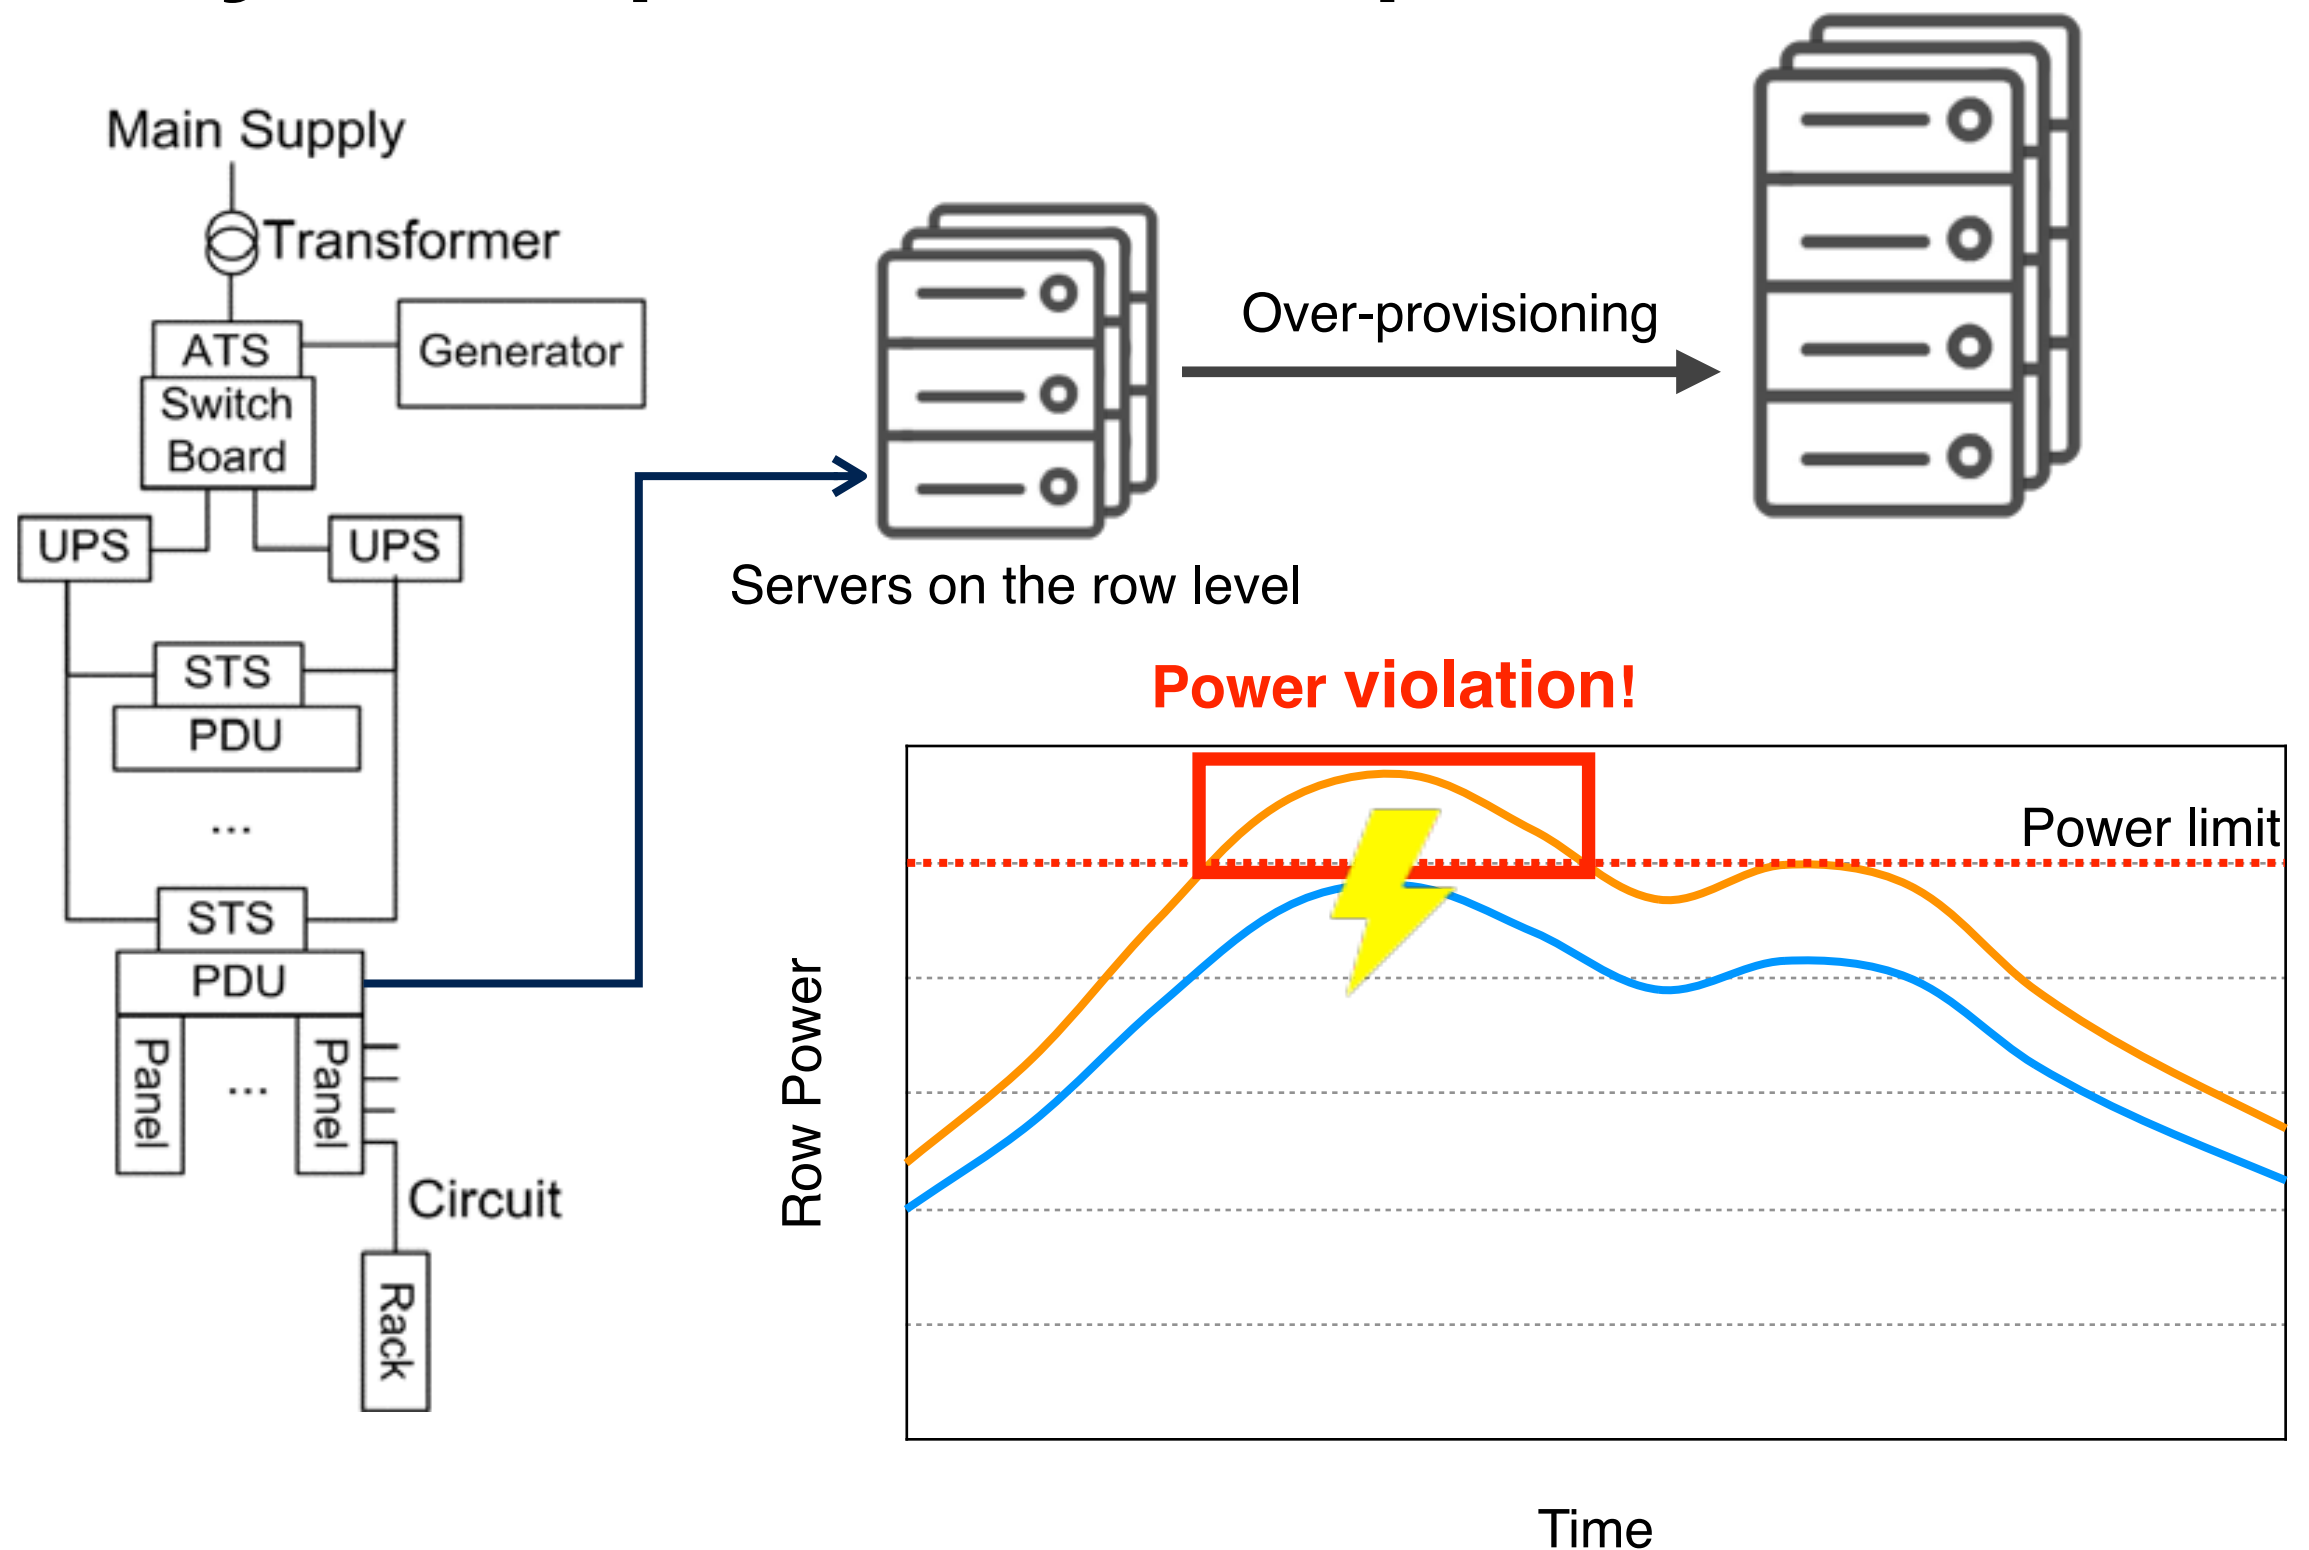 Main Supply
Transformer
ATS
Generator
Switch
Board
UPS
UPS
STS
PDU
...
STS
PDU
Panel
...
Panel
Circuit
Rack
Over-provisioning
Servers on the row level
Power violation!
Power limit
Row Power
Time